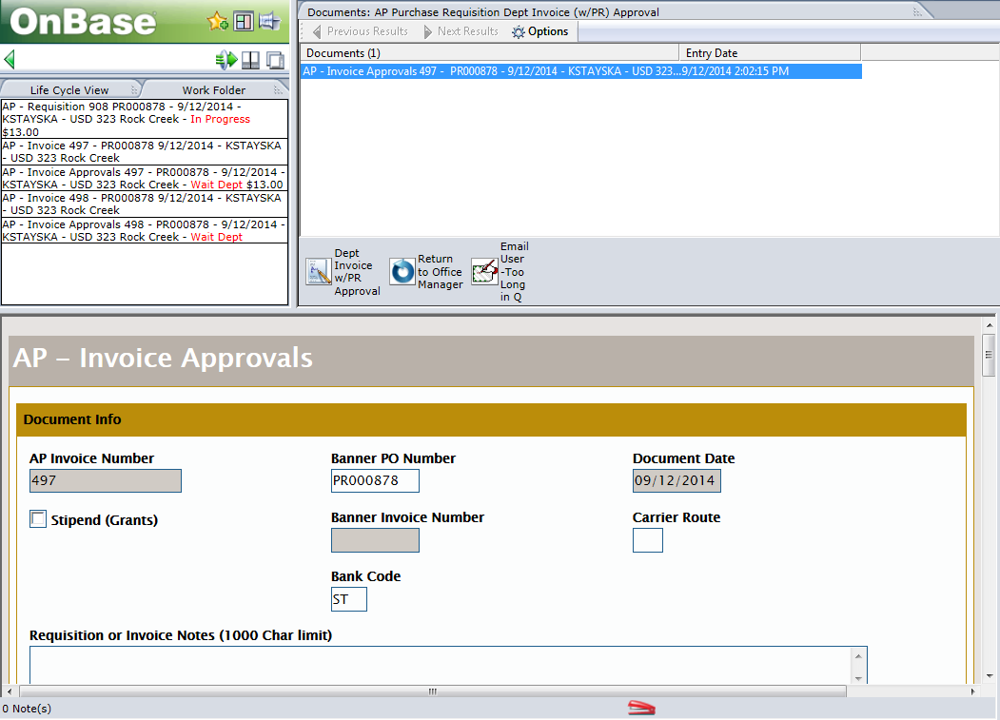 OnBase
Life Cycle View
Work Folder
AP - Requisition 908 PR000878 - 9/12/2014 -
KSTAYSKA - USD 323 Rock Creek - In Progress
$13.00
AP - Invoice 497 - PR000878 9/12/2014 - KSTAYSKA
- USD 323 Rock Creek
AP - Invoice Approvals 497 - PR000878 - 9/12/2014 -
KSTAYSKA - USD 323 Rock Creek - Wait Dept $13.00
AP - Invoice 498 - PR000878 9/12/2014 - KSTAYSKA
- USD 323 Rock Creek
AP - Invoice Approvals 498 - PR000878 - 9/12/2014 -
KSTAYSKA - USD 323 Rock Creek - Wait Dept
Documents: AP Purchase Requisition Dept Invoice (w/PR) Approval
Previous Results Next Results Options
Documents (1) Entry Date
AP - Invoice Approvals 497 - PR000878 - 9/12/2014 - KSTAYSKA - USD 323...9/12/2014 2:02:15 PM
Dept
Invoice
w/PR
Approval
Return
to Office
Manager
Email
User
-Too
Long
in Q
AP – Invoice Approvals
Document Info
AP Invoice Number Banner PO Number Document Date
497 PR000878 09/12/2014
Stipend (Grants) Banner Invoice Number Carrier Route
Bank Code
ST
Requisition or Invoice Notes (1000 Char limit)
0 Note(s)